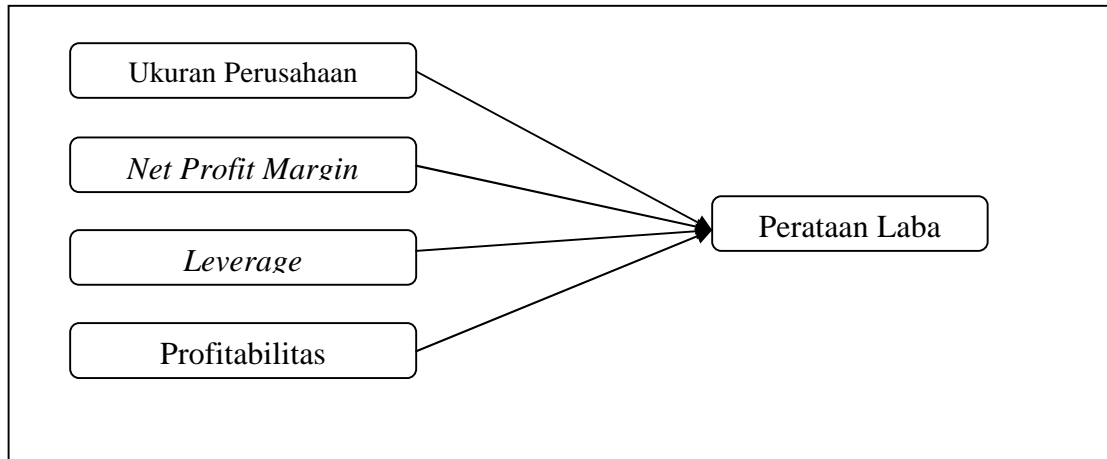 Ukuran Perusahaan
Net Profit Margin
Leverage
Profitabilitas
Perataan Laba